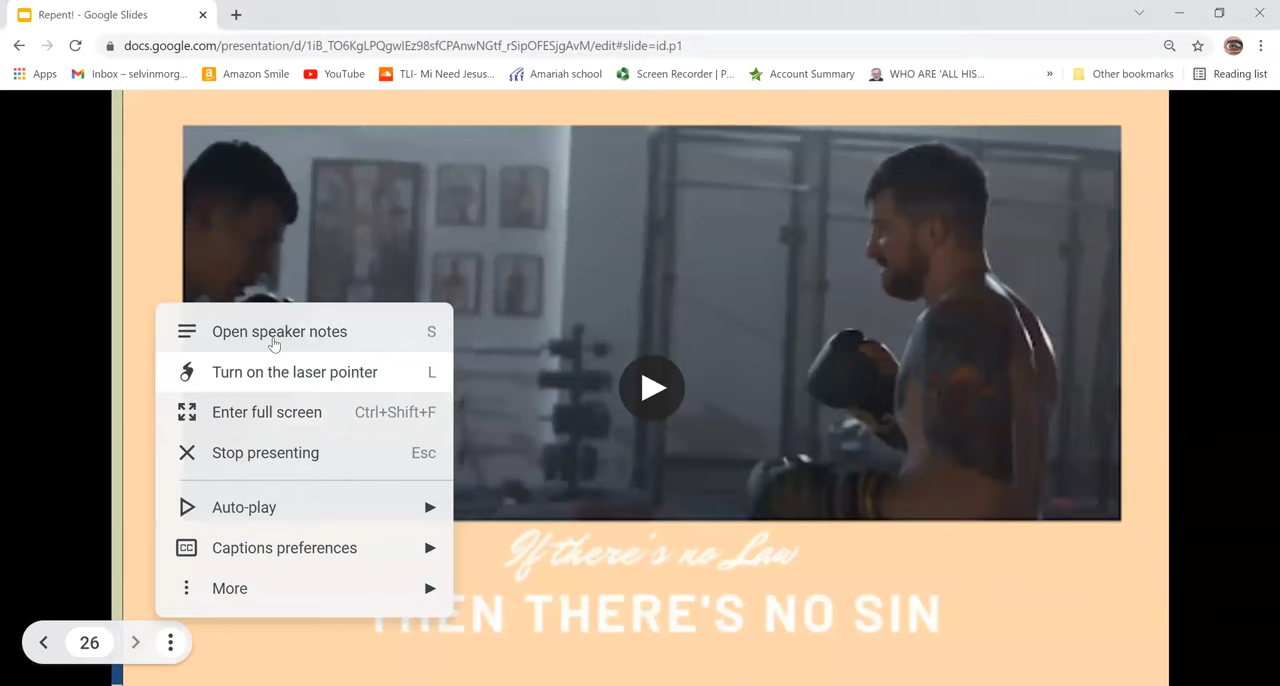 Repent! - Google Slides
docs.google.com/presentation/d/1iB_TO6KgLPQgwIEz98sfCPAnwNGtf_rSipOFESjgAvM/edit#slide=id.p1
Apps
Inbox – selvinmorg...
Amazon Smile
YouTube
TLI- Mi Need Jesus...
Amariah school
Screen Recorder | P...
Account Summary
WHO ARE 'ALL HIS...
»
Other bookmarks
Reading list
Open speaker notes S
Turn on the laser pointer L
Enter full screen Ctrl+Shift+F
Stop presenting Esc
Auto-play
CC Captions preferences
More
If there's no Law
THEN THERE'S NO SIN
26